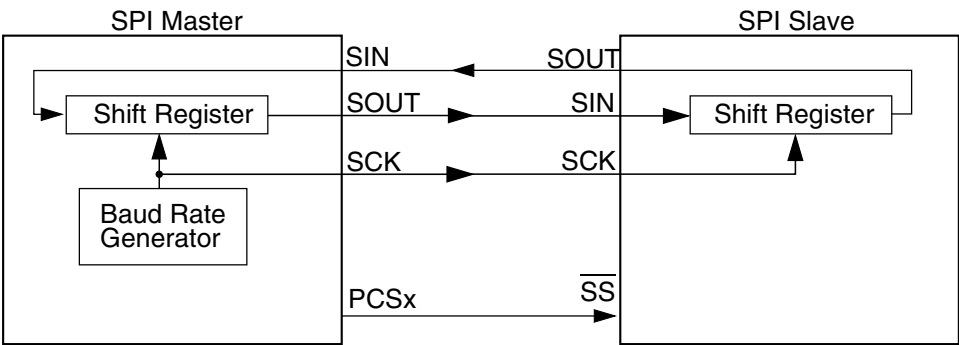 SPI Master
SPI Slave
SIN
SOUT
Shift Register
SOUT
SIN
Shift Register
SCK
SCK
Baud Rate
Generator
PCSx
SS